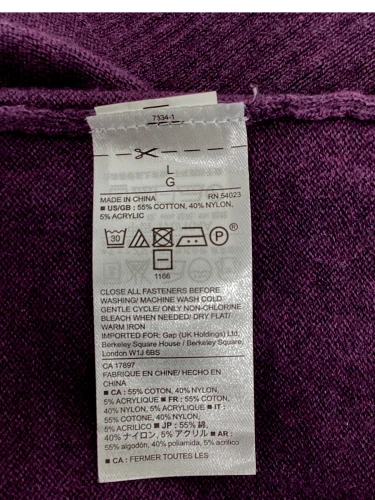 7334-1
L
G
MADE IN CHINA RN 54023
■ US/GB : 55% COTTON, 40% NYLON,
5% ACRYLIC
30 P
1166
CLOSE ALL FASTENERS BEFORE
WASHING/ MACHINE WASH COLD
GENTLE CYCLE/ ONLY NON-CHLORINE
BLEACH WHEN NEEDED/ DRY FLAT/
WARM IRON
IMPORTED FOR: Gap (UK Holdings) Ltd,
Berkeley Square House / Berkeley Square,
London W1J 6BS
CA 17897
FABRIQUE EN CHINE/ HECHO EN
CHINA
■ CA : 55% COTON, 40% NYLON,
5% ACRYLIQUE ■ FR : 55% COTON,
40% NYLON, 5% ACRYLIQUE ■ IT :
55% COTONE, 40% NYLON,
5% ACRILICO ■ JP : 55% 綿,
40% ナイロン, 5% アクリル ■ AR :
55% algodón, 40% poliamida, 5% acrílico
■ CA : FERMER TOUTES LES